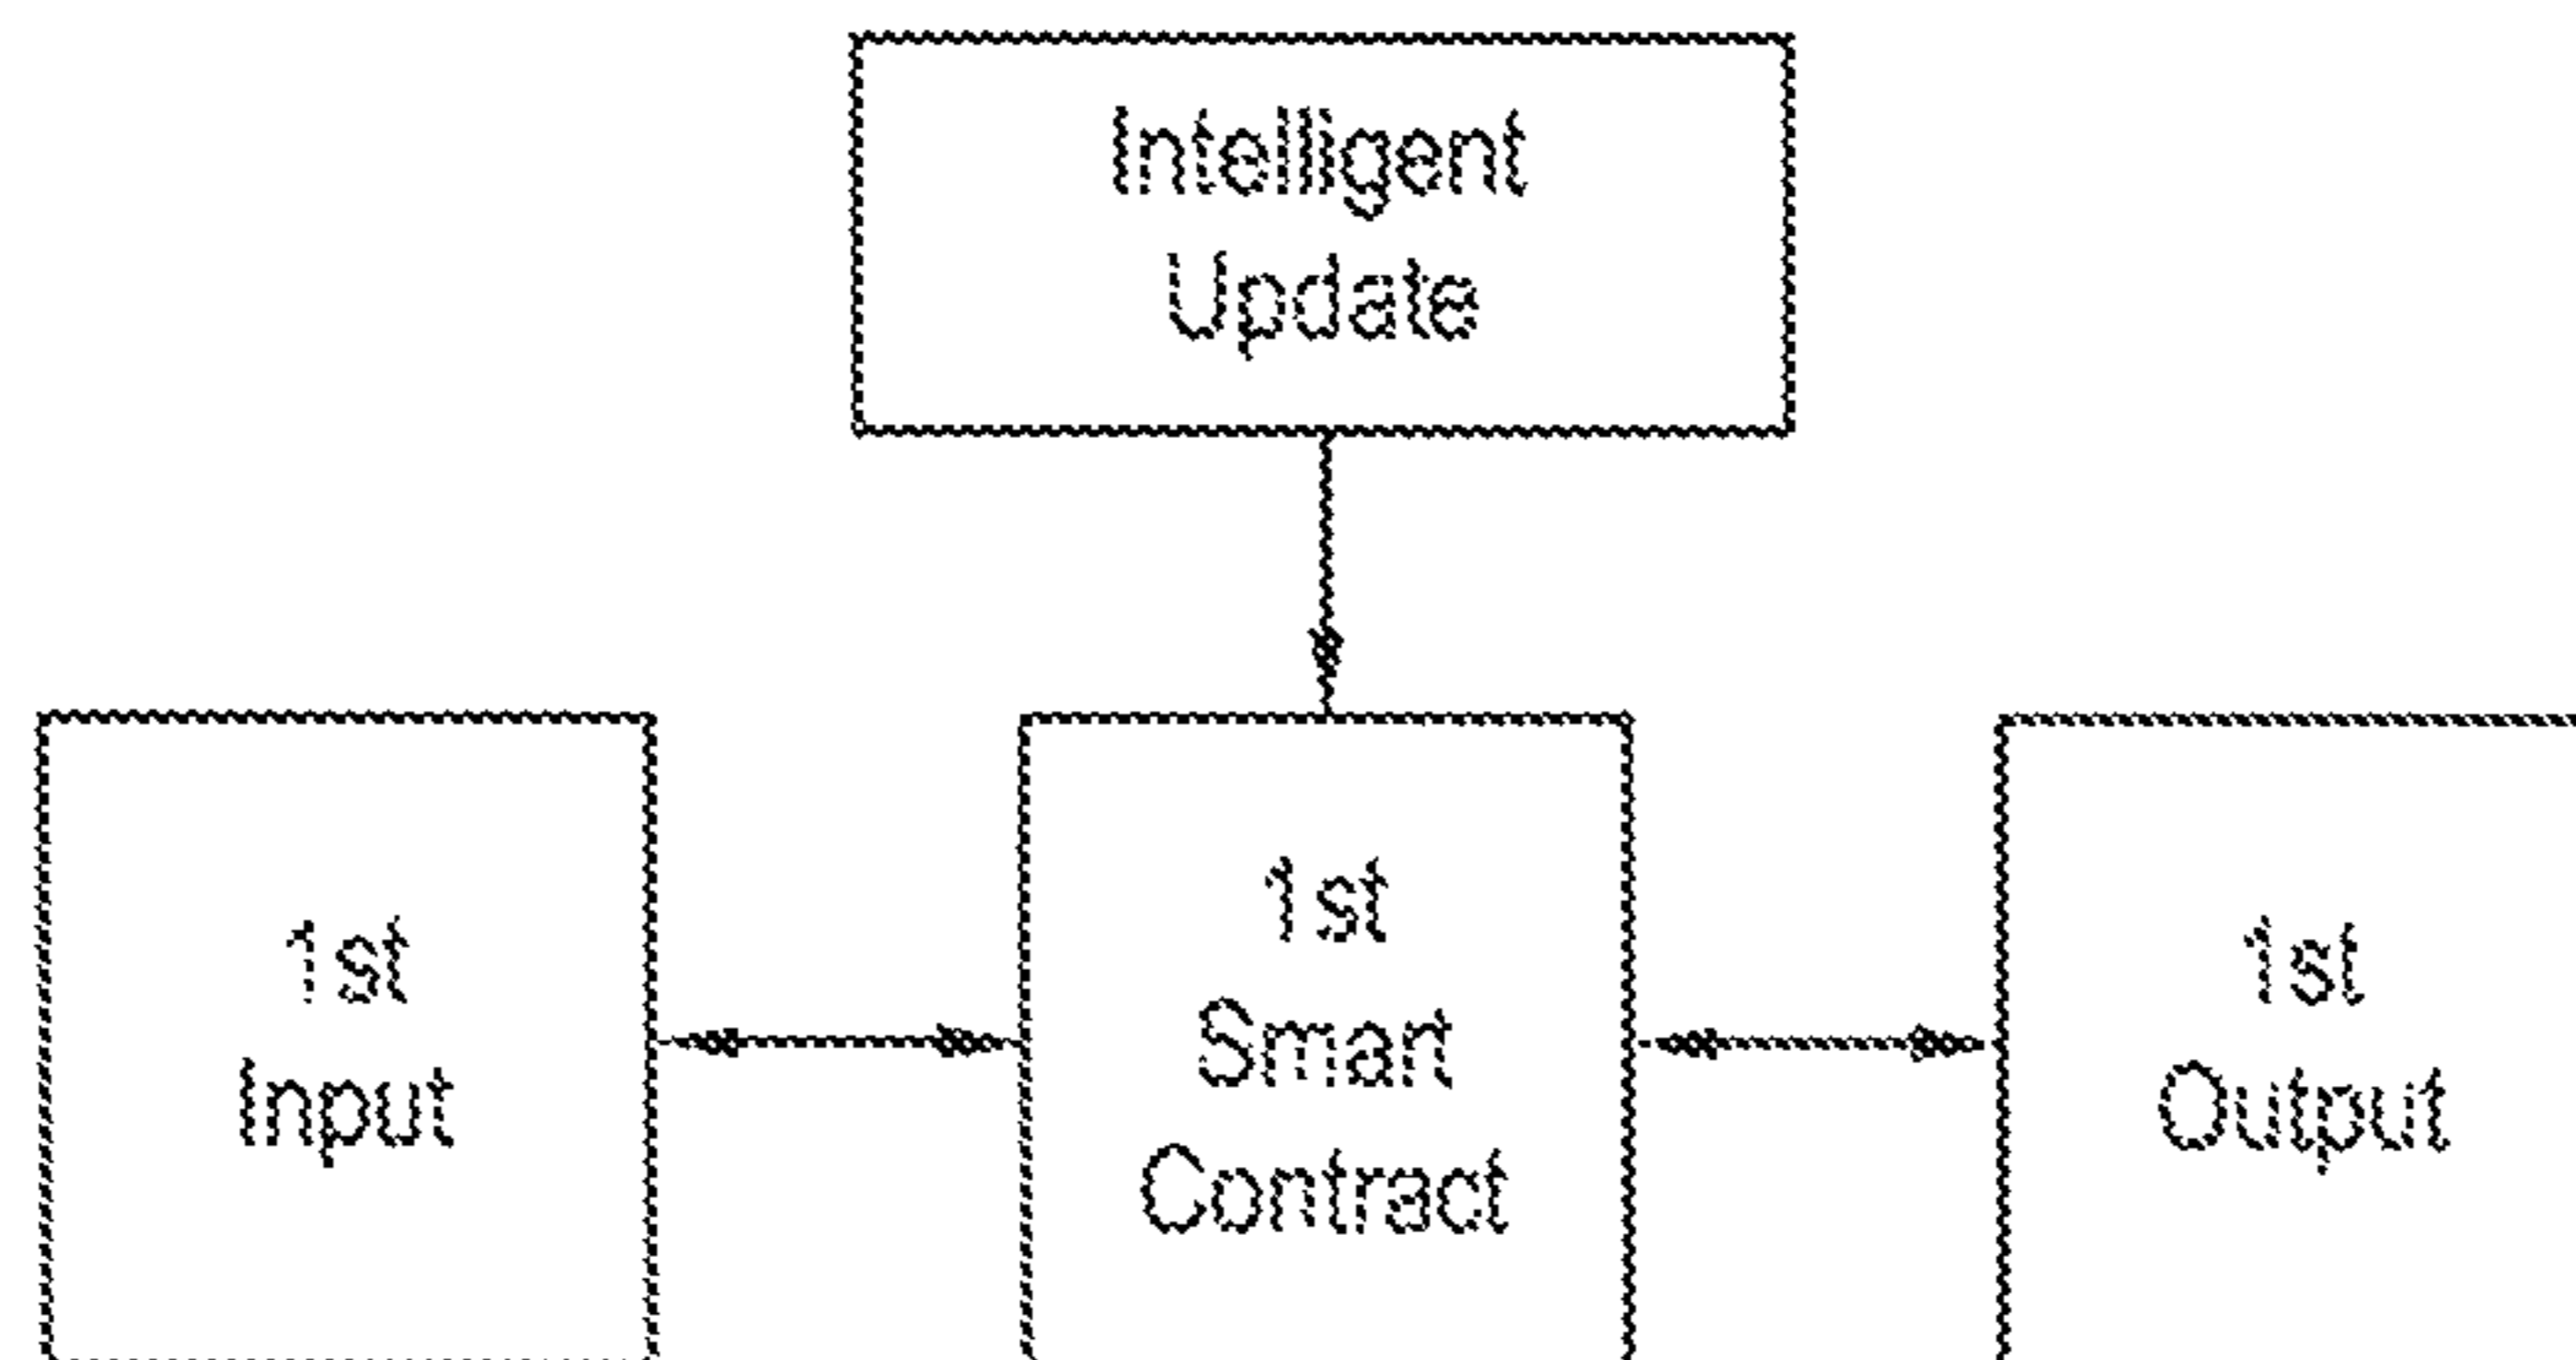 Intelligent
Update
1st
Input
1st
Smart
Contract
1st
Output